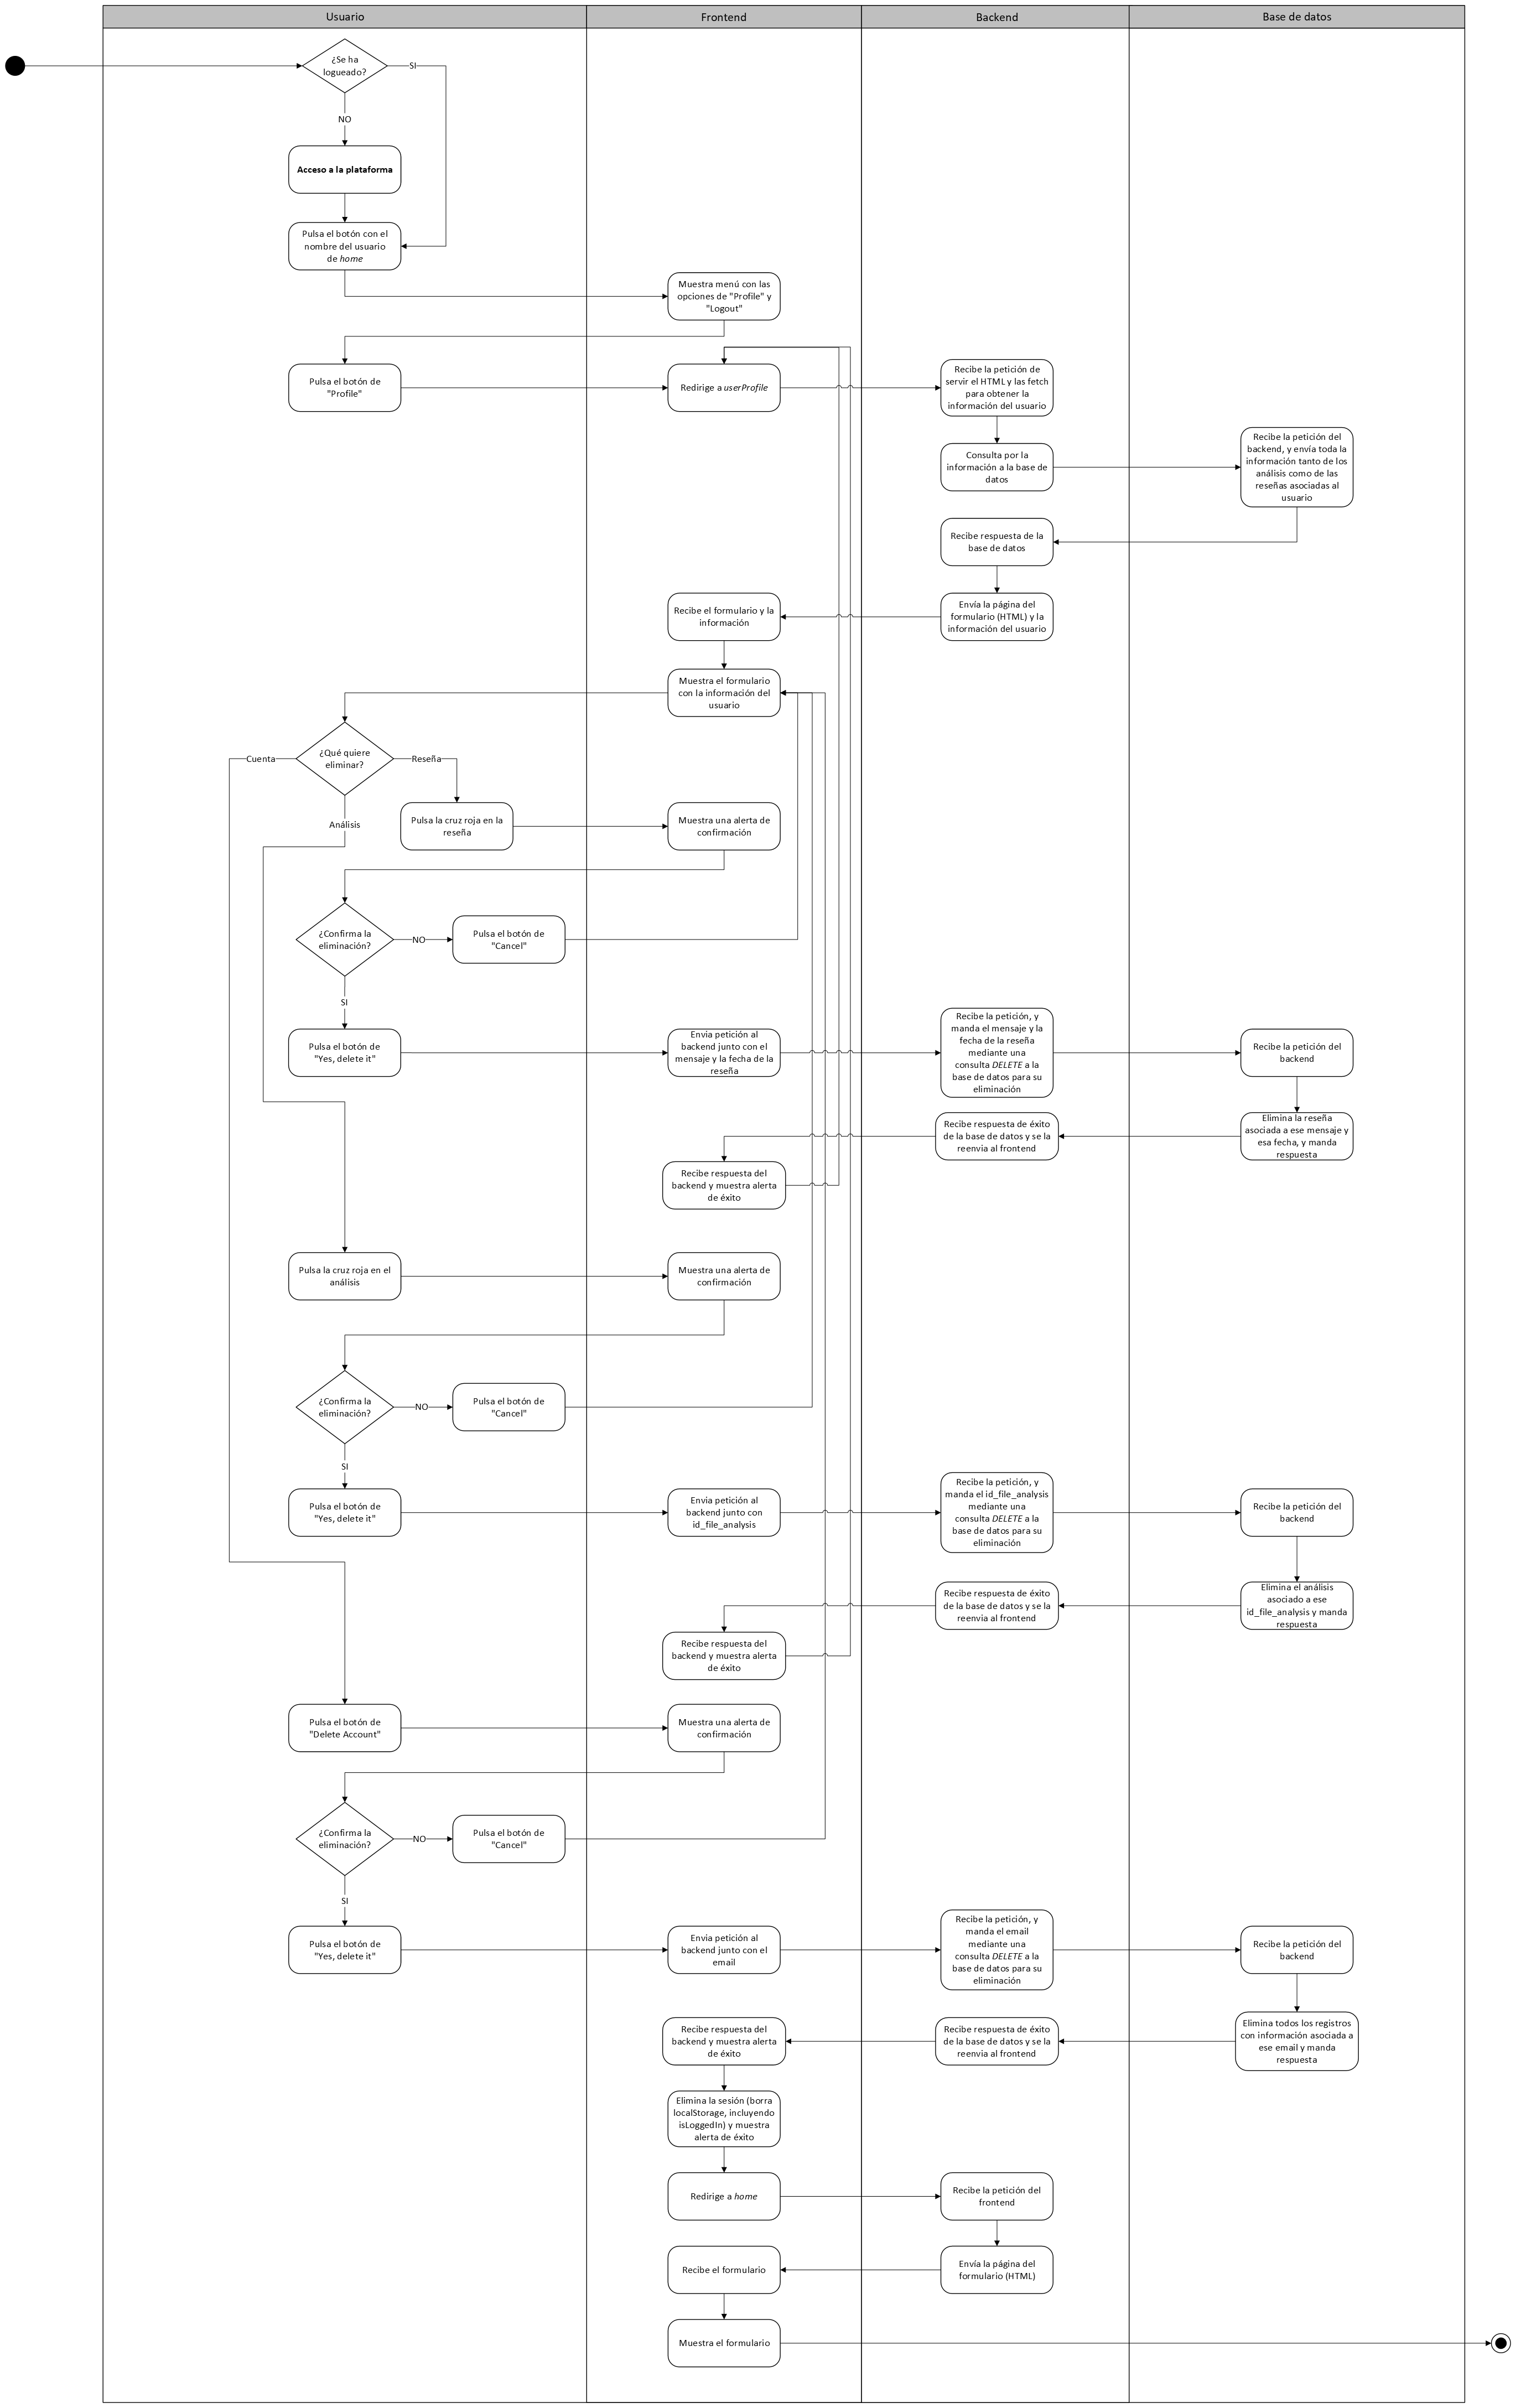 Usuario
Frontend
Backend
Base de datos
¿Se ha
logueado?
SI
NO
Acceso a la plataforma
Pulsa el botón con el
nombre del usuario
de home
Muestra menú con las
opciones de "Profile" y
"Logout"
Pulsa el botón de
"Profile"
Redirige a userProfile
Recibe la petición de
servir el HTML y las fetch
para obtener la
información del usuario
Consulta por la
información a la base de
datos
Recibe la petición del
backend, y envía toda la
información tanto de los
análisis como de las
reseñas asociadas al
usuario
Recibe respuesta de la
base de datos
Envía la página del
formulario (HTML) y la
información del usuario
Recibe el formulario y la
información
Muestra el formulario
con la información del
usuario
¿Qué quiere
eliminar?
Cuenta
Reseña
Análisis
Pulsa la cruz roja en la
reseña
Muestra una alerta de
confirmación
¿Confirma la
eliminación?
NO
Pulsa el botón de
"Cancel"
SI
Pulsa el botón de
"Yes, delete it"
Envia petición al
backend junto con el
mensaje y la fecha de la
reseña
Recibe la petición, y
manda el mensaje y la
fecha de la reseña
mediante una
consulta DELETE a la
base de datos para su
eliminación
Recibe la petición del
backend
Elimina la reseña
asociada a ese mensaje y
esa fecha, y manda
respuesta
Recibe respuesta de éxito
de la base de datos y se la
reenvia al frontend
Recibe respuesta del
backend y muestra alerta
de éxito
Pulsa la cruz roja en el
análisis
Muestra una alerta de
confirmación
¿Confirma la
eliminación?
NO
Pulsa el botón de
"Cancel"
SI
Pulsa el botón de
"Yes, delete it"
Envia petición al
backend junto con
id_file_analysis
Recibe la petición, y
manda el id_file_analysis
mediante una
consulta DELETE a la
base de datos para su
eliminación
Recibe la petición del
backend
Elimina el análisis
asociado a ese
id_file_analysis y manda
respuesta
Recibe respuesta de éxito
de la base de datos y se la
reenvia al frontend
Recibe respuesta del
backend y muestra alerta
de éxito
Pulsa el botón de
"Delete Account"
Muestra una alerta de
confirmación
¿Confirma la
eliminación?
NO
Pulsa el botón de
"Cancel"
SI
Pulsa el botón de
"Yes, delete it"
Envia petición al
backend junto con el
email
Recibe la petición, y
manda el email
mediante una
consulta DELETE a la
base de datos para su
eliminación
Recibe la petición del
backend
Elimina todos los registros
con información asociada a
ese email y manda
respuesta
Recibe respuesta de éxito
de la base de datos y se la
reenvia al frontend
Recibe respuesta del
backend y muestra alerta
de éxito
Elimina la sesión (borra
localStorage, incluyendo
isLoggedIn) y muestra
alerta de éxito
Redirige a home
Recibe la petición del
frontend
Envía la página del
formulario (HTML)
Recibe el formulario
Muestra el formulario